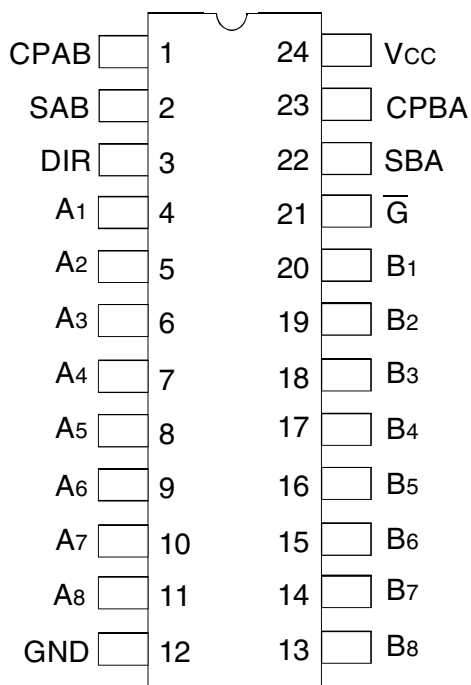 CPAB 1 24 VCC
SAB 2 23 CPBA
DIR 3 22 SBA
A1 4 21 G̅
A2 5 20 B1
A3 6 19 B2
A4 7 18 B3
A5 8 17 B4
A6 9 16 B5
A7 10 15 B6
A8 11 14 B7
GND 12 13 B8